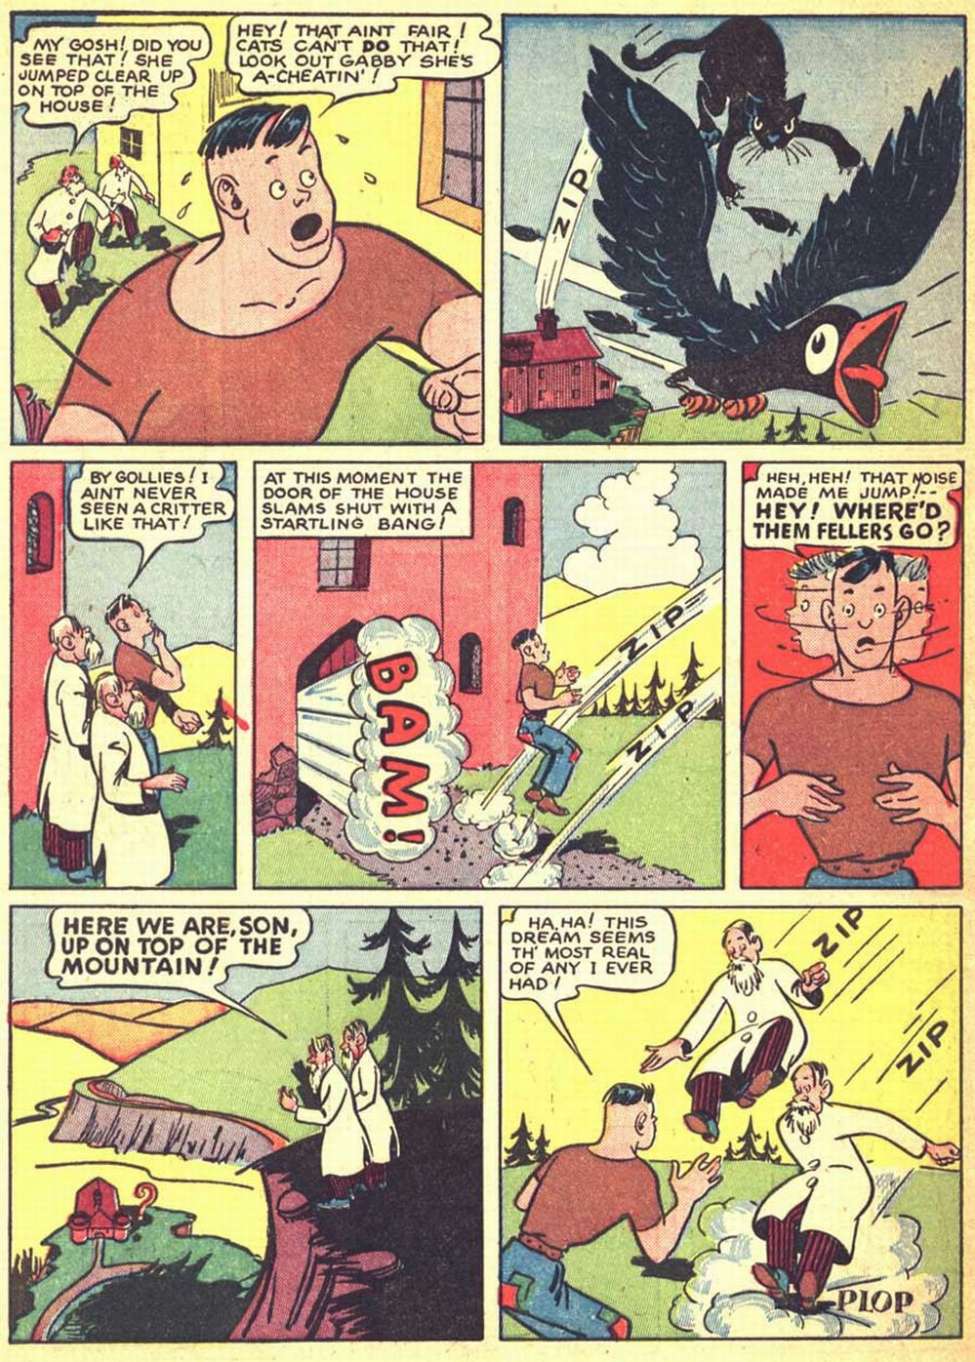 MY GOSH! DID YOU
SEE THAT! SHE
JUMPED CLEAR UP
ON TOP OF THE
HOUSE!
HEY! THAT AINT FAIR!
CATS CAN'T DO THAT!
LOOK OUT GABBY SHE'S
A-CHEATIN'!
ZIP
BY GOLLIES! I
AINT NEVER
SEEN A CRITTER
LIKE THAT!
AT THIS MOMENT THE
DOOR OF THE HOUSE
SLAMS SHUT WITH A
STARTLING BANG!
BAM!
ZIP
ZIP
HEH, HEH! THAT NOISE
MADE ME JUMP!--
HEY! WHERE'D
THEM FELLERS GO?
HERE WE ARE, SON,
UP ON TOP OF THE
MOUNTAIN!
?
HA, HA! THIS
DREAM SEEMS
TH' MOST REAL
OF ANY I EVER
HAD!
ZIP
ZIP
PLOP